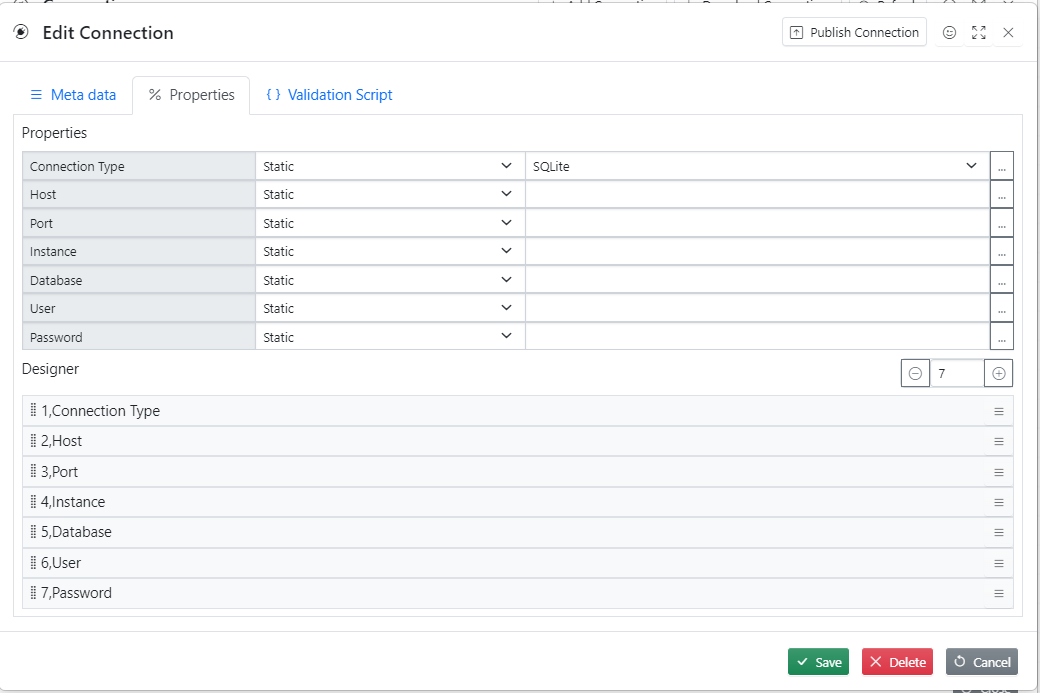 Edit Connection
Publish Connection
Meta data
Properties
Validation Script
Properties
Connection Type Static SQLite ...
Host Static ...
Port Static ...
Instance Static ...
Database Static ...
User Static ...
Password Static ...
Designer
7
1,Connection Type
2,Host
3,Port
4,Instance
5,Database
6,User
7,Password
Save
Delete
Cancel